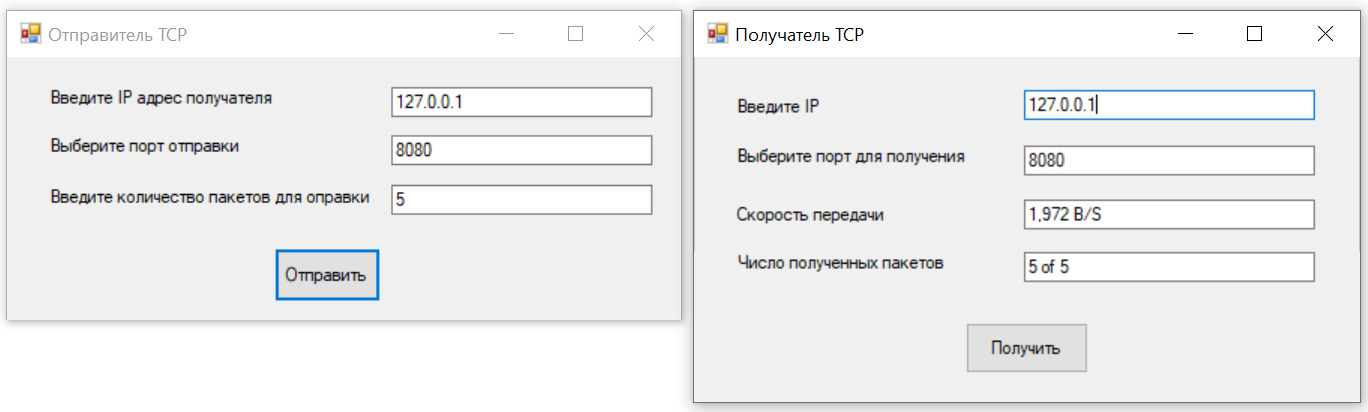 Отправитель TCP
Введите IP адрес получателя
127.0.0.1
Выберите порт отправки
8080
Введите количество пакетов для оправки
5
Отправить
Получатель TCP
Введите IP
127.0.0.1
Выберите порт для получения
8080
Скорость передачи
1,972 B/S
Число полученных пакетов
5 of 5
Получить